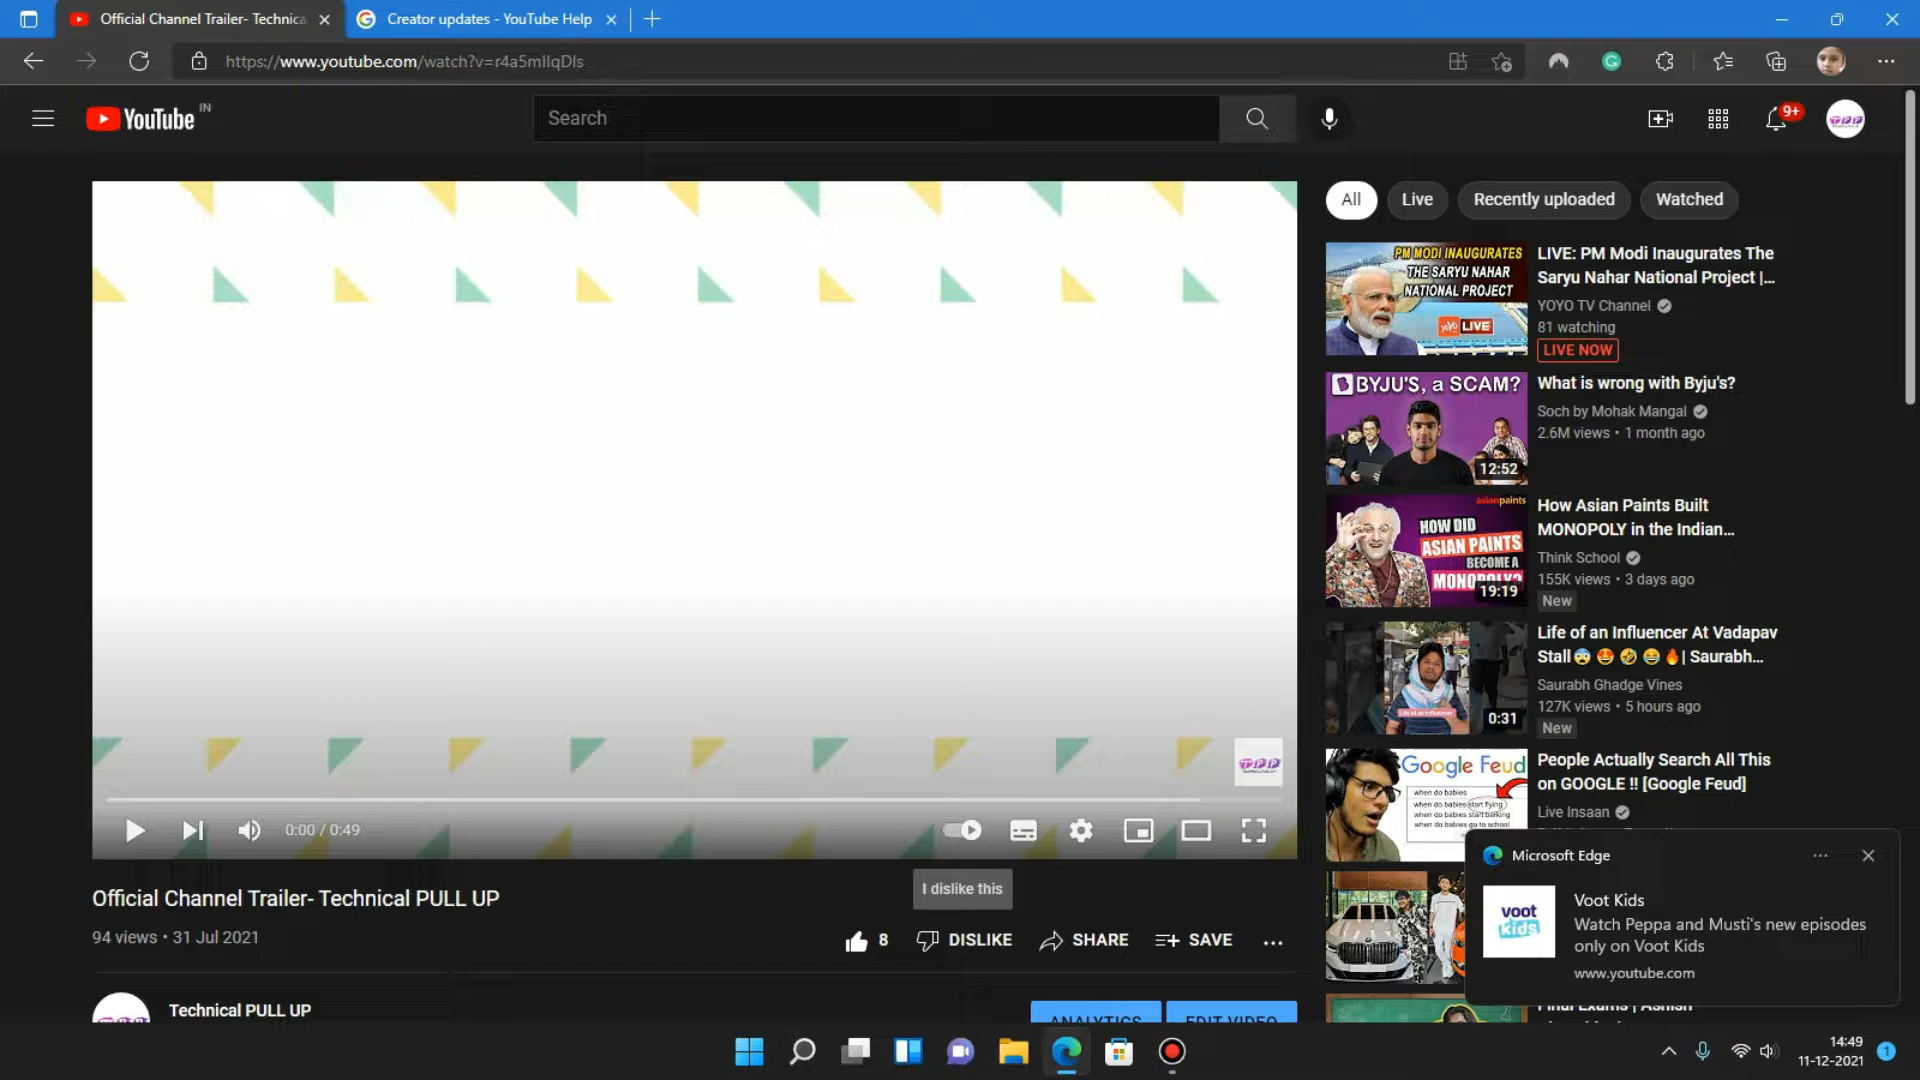 Official Channel Trailer- Technica
Creator updates - YouTube Help
https://www.youtube.com/watch?v=r4a5mIlqDls
YouTube IN
Search
9+
All
Live
Recently uploaded
Watched
PM MODI INAUGURATES
THE SARYU NAHAR
NATIONAL PROJECT
YOYO LIVE
LIVE: PM Modi Inaugurates The
Saryu Nahar National Project |...
YOYO TV Channel
81 watching
LIVE NOW
BYJU'S, a SCAM?
12:52
What is wrong with Byju's?
Soch by Mohak Mangal
2.6M views • 1 month ago
asianpaints
HOW DID
ASIAN PAINTS
BECOME A
MONOPOLY?
19:19
How Asian Paints Built
MONOPOLY in the Indian...
Think School
155K views • 3 days ago
New
0:31
Life of an Influencer At Vadapav
Stall😨 🤩 🤣 😂 🔥| Saurabh...
Saurabh Ghadge Vines
127K views • 5 hours ago
New
Google Feud
when do babies
when do babies start flying
when do babies start barking
when do babies go to school
People Actually Search All This
on GOOGLE !! [Google Feud]
Live Insaan
TPP
0:00 / 0:49
I dislike this
Official Channel Trailer- Technical PULL UP
94 views • 31 Jul 2021
8
DISLIKE
SHARE
SAVE
Technical PULL UP
ANALYTICS
EDIT VIDEO
Microsoft Edge
voot
kids
Voot Kids
Watch Peppa and Musti's new episodes
only on Voot Kids
www.youtube.com
Final Exams | Ashish
14:49
11-12-2021
1